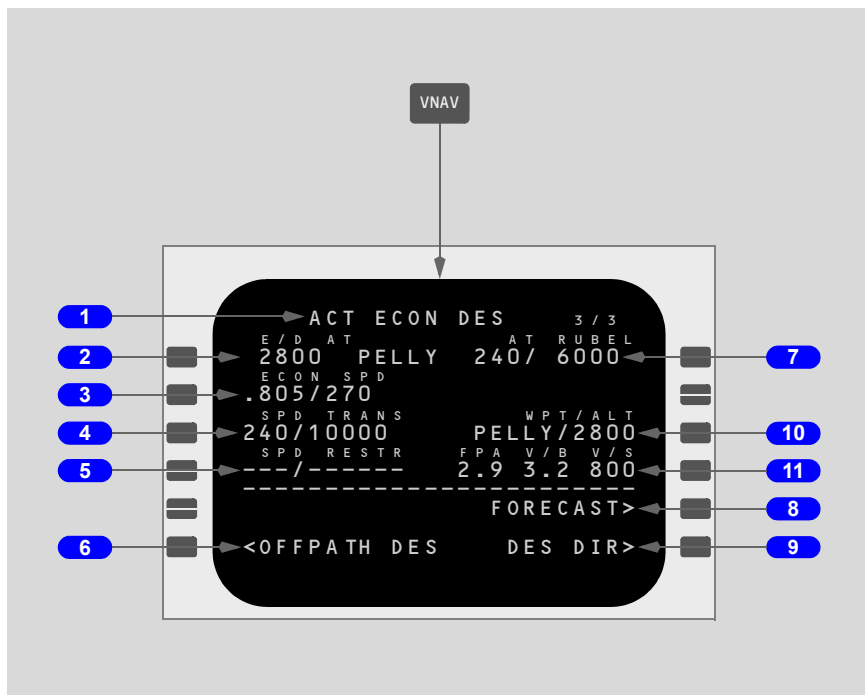 VNAV
1 ACT ECON DES 3/3
E/D AT AT RUBEL
2 2800 PELLY 240/ 6000 7
ECON SPD
3 .805/270
SPD TRANS WPT/ALT
4 240/10000 PELLY/2800 10
SPD RESTR FPA V/B V/S
5 ---/------ 2.9 3.2 800 11
------------------------
FORECAST> 8
6 <OFFPATH DES DES DIR> 9